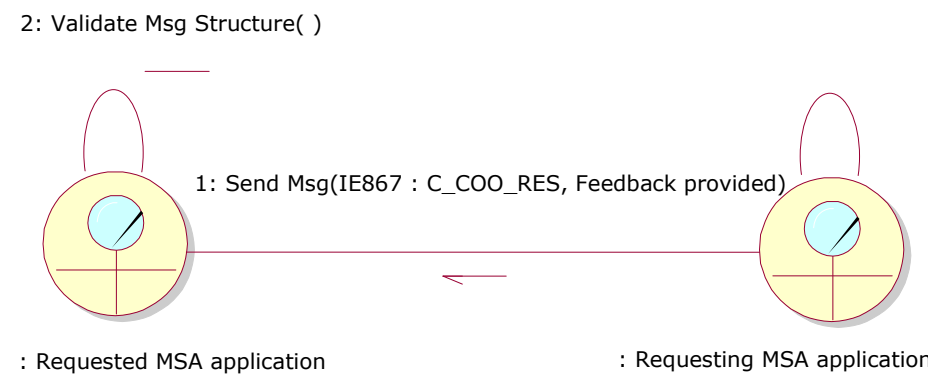 2: Validate Msg Structure( )
1: Send Msg(IE867 : C_COO_RES, Feedback provided)
: Requested MSA application
: Requesting MSA application